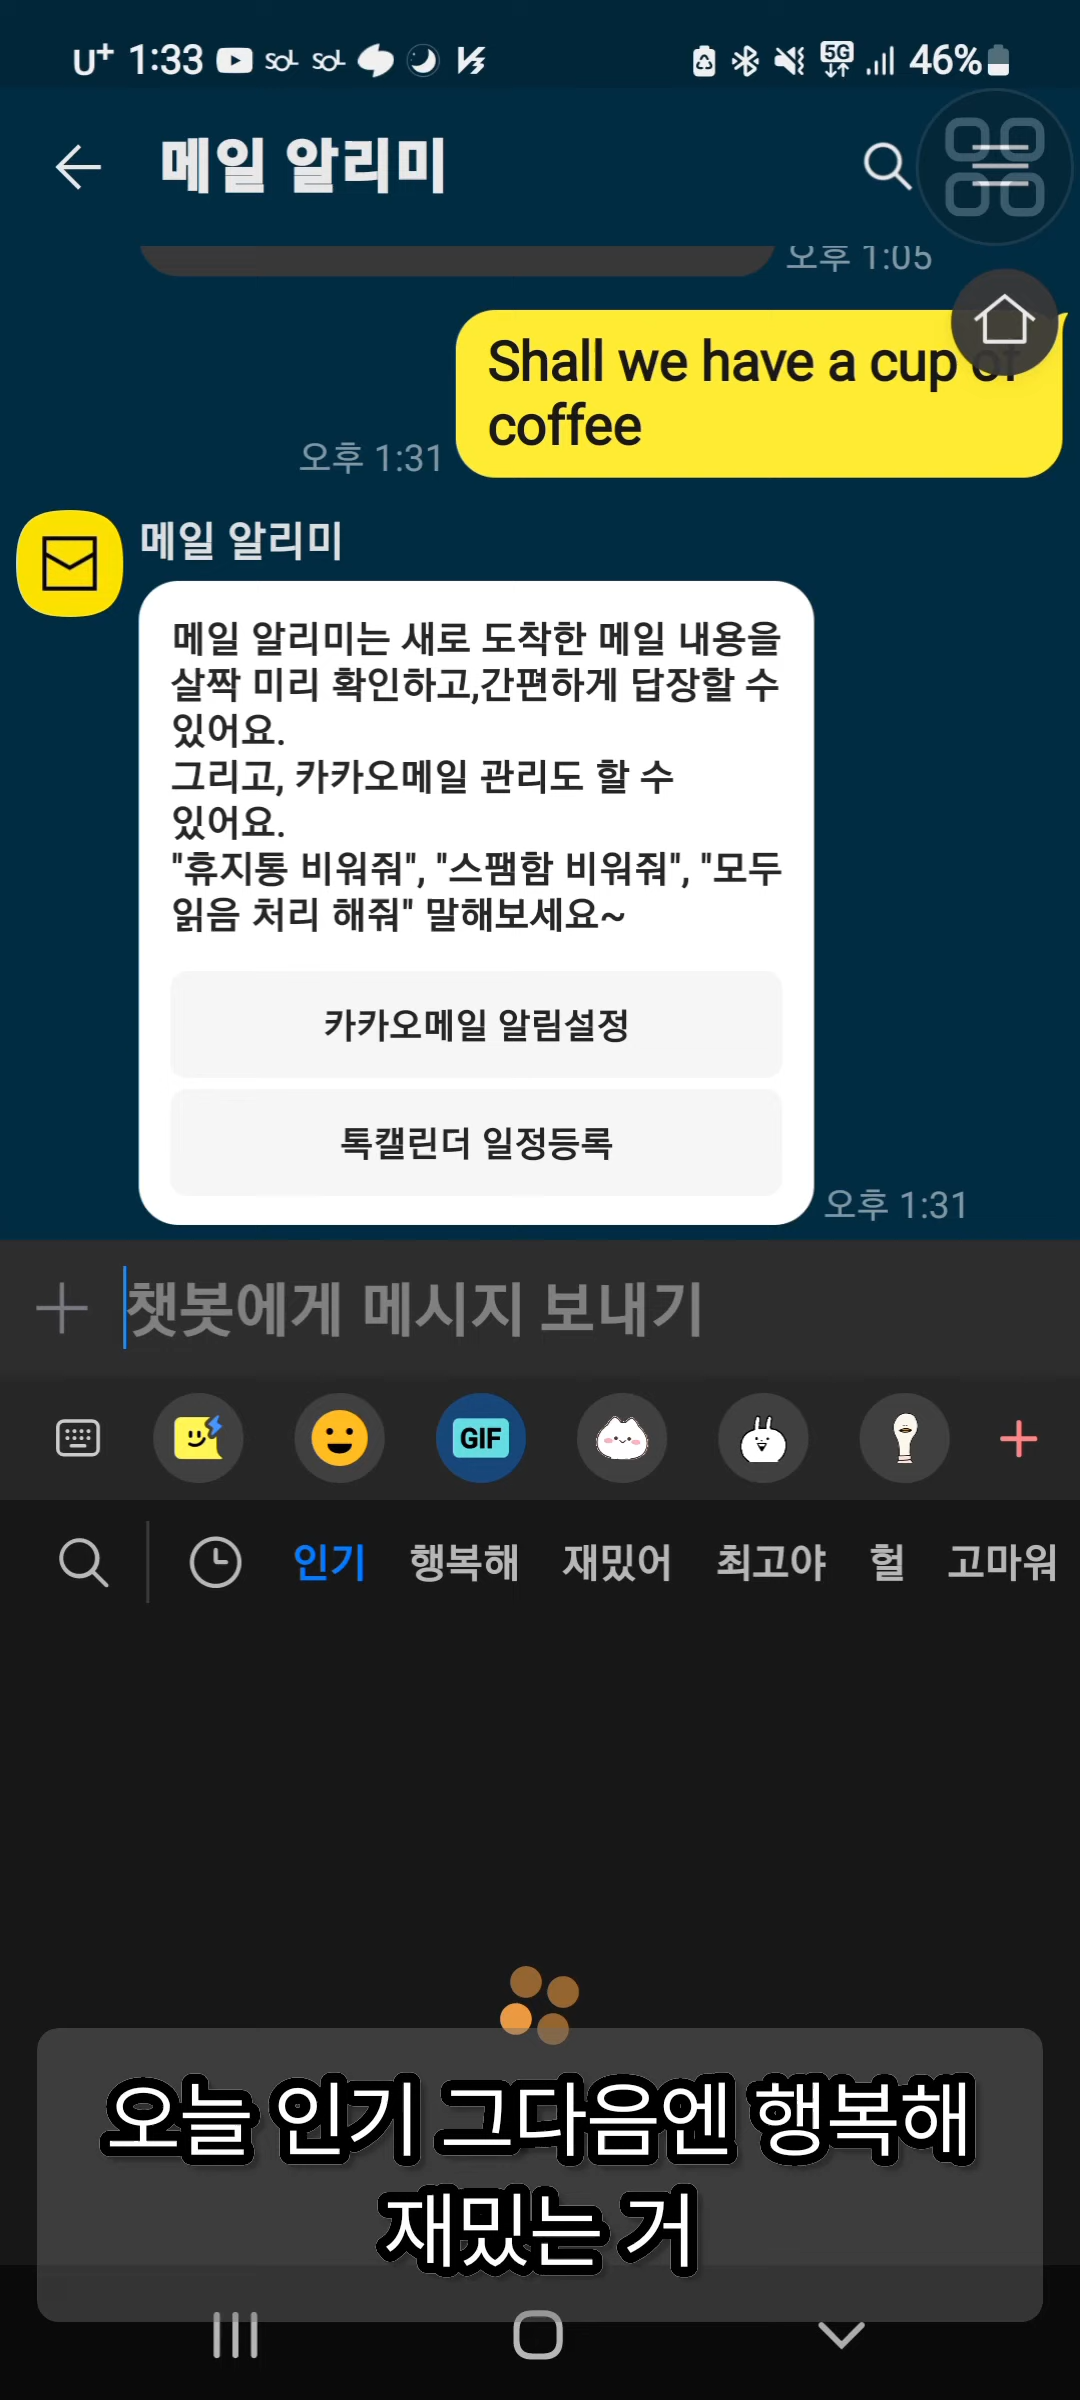 U+ 1:33 SOL SOL 5G 46%
메일 알리미
오후 1:05
Shall we have a cup of
coffee
오후 1:31
메일 알리미
메일 알리미는 새로 도착한 메일 내용을
살짝 미리 확인하고,간편하게 답장할 수
있어요.
그리고, 카카오메일 관리도 할 수
있어요.
"휴지통 비워줘", "스팸함 비워줘", "모두
읽음 처리 해줘" 말해보세요~
카카오메일 알림설정
톡캘린더 일정등록
오후 1:31
챗봇에게 메시지 보내기
GIF
인기 행복해 재밌어 최고야 헐 고마워
오늘 인기 그다음엔 행복해
재밌는 거